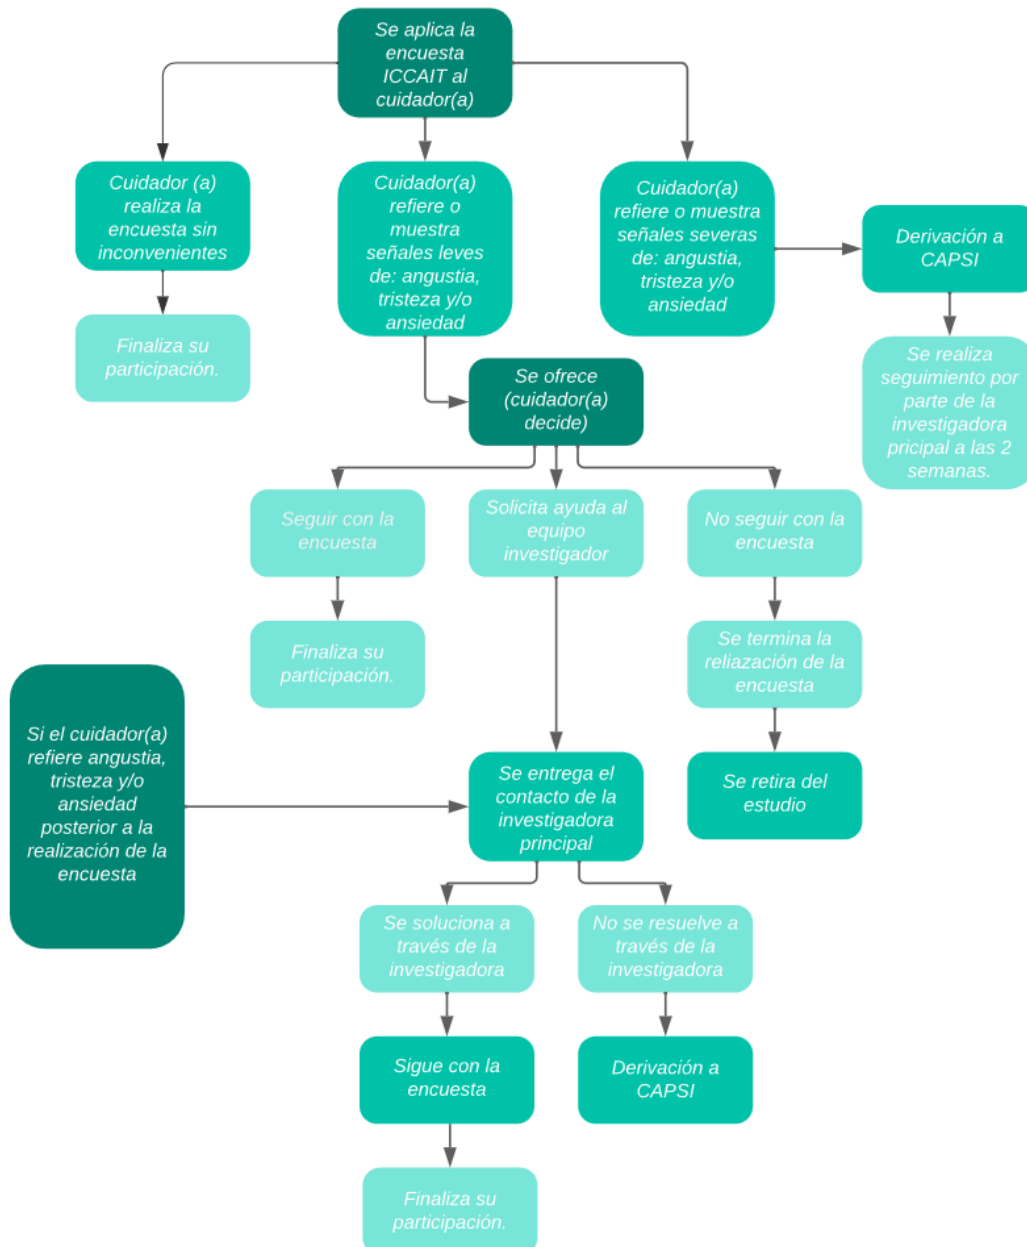 Se aplica la
encuesta
ICCAIT al
cuidador(a)
Cuidador (a)
realiza la
encuesta sin
inconvenientes
Cuidador(a)
refiere o
muestra
señales leves
de: angustia,
tristeza y/o
ansiedad
Cuidador(a)
refiere o muestra
señales severas
de: angustia,
tristeza y/o
ansiedad
Derivación a
CAPSI
Finaliza su
participación.
Se realiza
seguimiento por
parte de la
investigadora
pricipal a las 2
semanas.
Se ofrece
(cuidador(a)
decide)
Seguir con la
encuesta
Solicita ayuda al
equipo
investigador
No seguir con la
encuesta
Finaliza su
participación.
Se termina la
reliazación de la
encuesta
Si el cuidador(a)
refiere angustia,
tristeza y/o
ansiedad
posterior a la
realización de la
encuesta
Se entrega el
contacto de la
investigadora
principal
Se retira del
estudio
Se soluciona a
través de la
investigadora
No se resuelve a
través de la
investigadora
Sigue con la
encuesta
Derivación a
CAPSI
Finaliza su
participación.